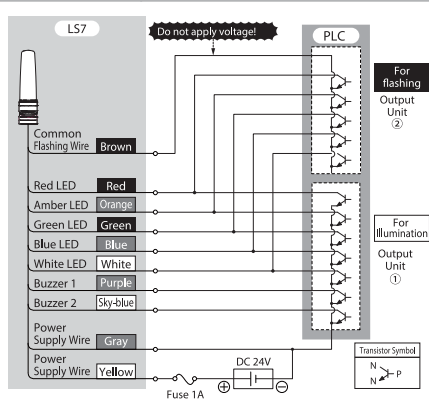 LS7
Do not apply voltage!
PLC
For
flashing
Output
Unit
②
Common
Flashing Wire Brown
Red LED Red
Amber LED Orange
Green LED Green
Blue LED Blue
White LED White
Buzzer 1 Purple
Buzzer 2 Sky-blue
Power
Supply Wire Gray
Power
Supply Wire Yellow
For
Illumination
Output
Unit
①
DC 24V
⊕ ⊖
Fuse 1A
Transistor Symbol
N
P
N